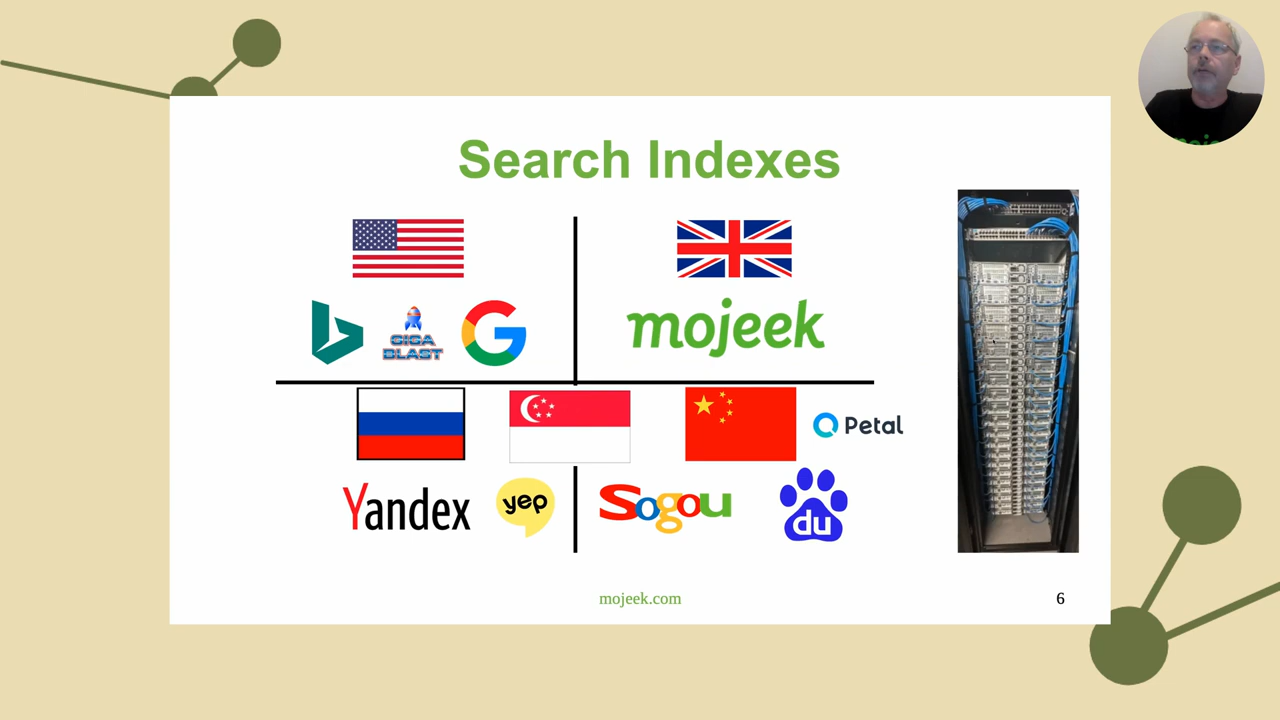 Search Indexes
GIGA
BLAST
G
mojeek
Petal
Yandex
yep
Sogou
du
mojeek.com
6